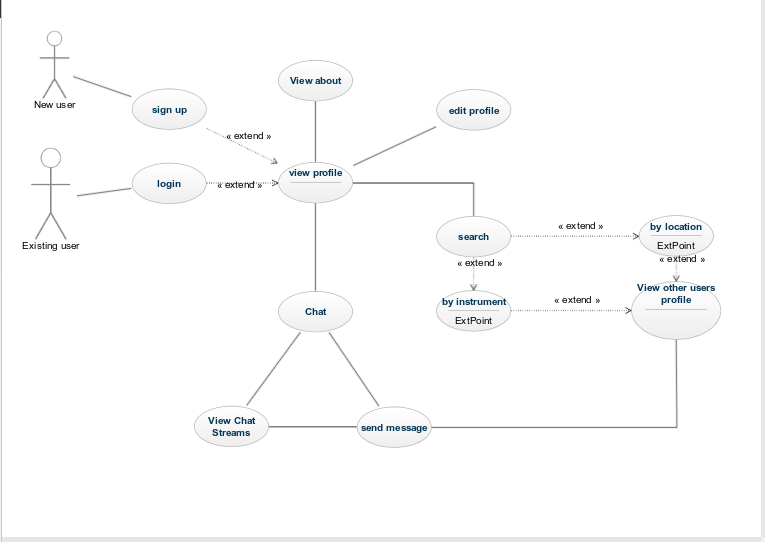 New user
sign up
« extend »
View about
edit profile
Existing user
login
« extend »
view profile
search
« extend »
by location
ExtPoint
« extend »
« extend »
by instrument
ExtPoint
« extend »
View other users
profile
Chat
View Chat
Streams
send message